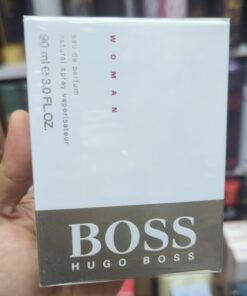 WOMAN
eau de parfum
natural spray vaporisateur
90 ml e 3.0 FL.OZ.
BOSS
HUGO BOSS